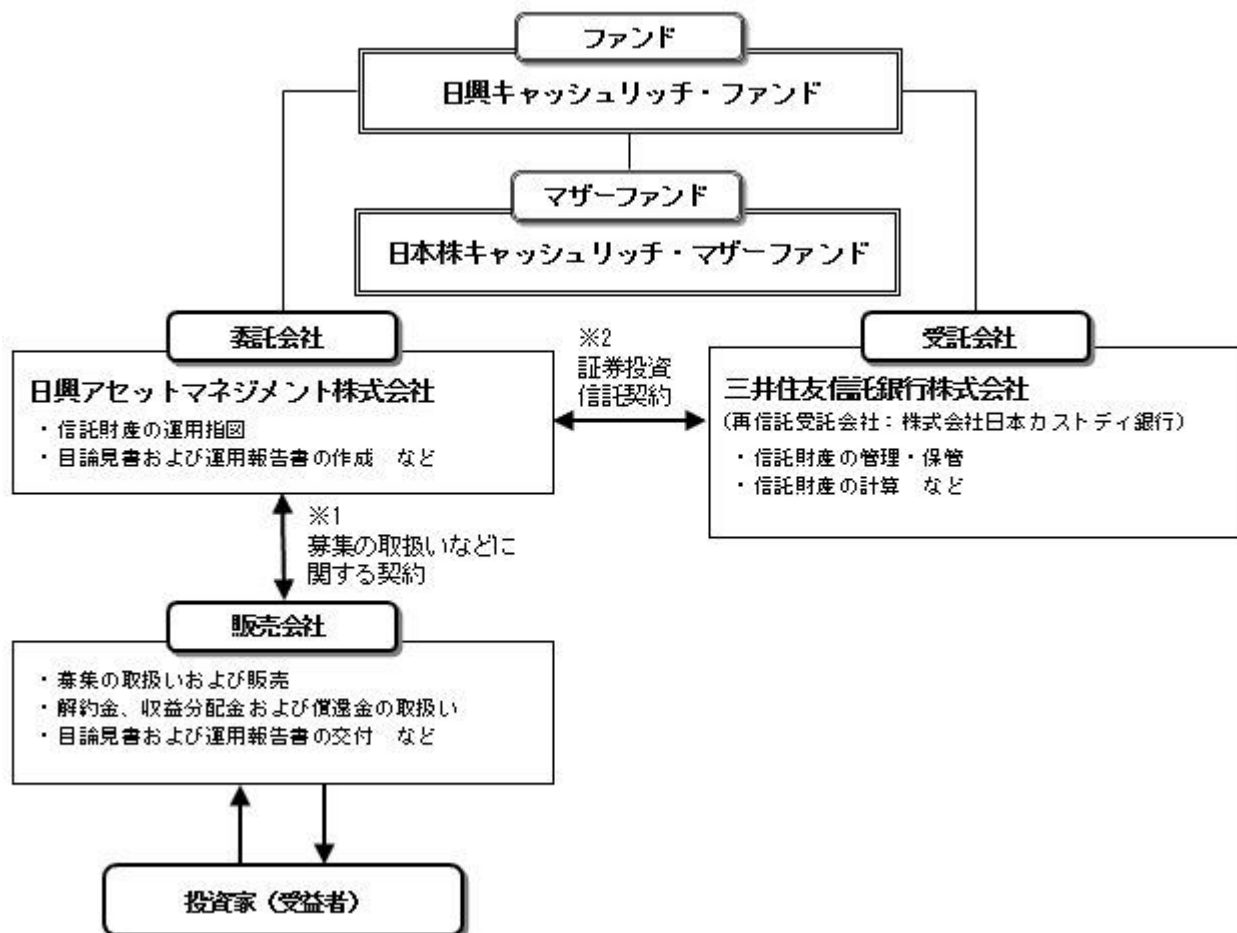 ファンド
日興キャッシュリッチ・ファンド
マザーファンド
日本株キャッシュリッチ・マザーファンド
委託会社
日興アセットマネジメント株式会社
・信託財産の運用指図
・目論見書および運用報告書の作成　など
※2
証券投資
信託契約
受託会社
三井住友信託銀行株式会社
(再信託受託会社：株式会社日本カストディ銀行)
・信託財産の管理・保管
・信託財産の計算　など
※1
募集の取扱いなどに
関する契約
販売会社
・募集の取扱いおよび販売
・解約金、収益分配金および償還金の取扱い
・目論見書および運用報告書の交付　など
投資家（受益者）